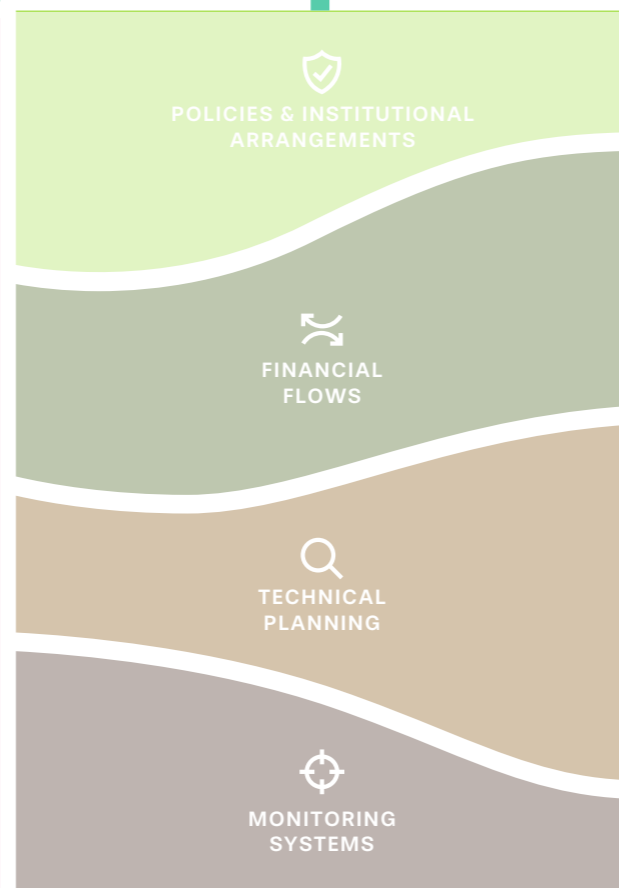 POLICIES & INSTITUTIONAL
ARRANGEMENTS
FINANCIAL
FLOWS
TECHNICAL
PLANNING
MONITORING
SYSTEMS